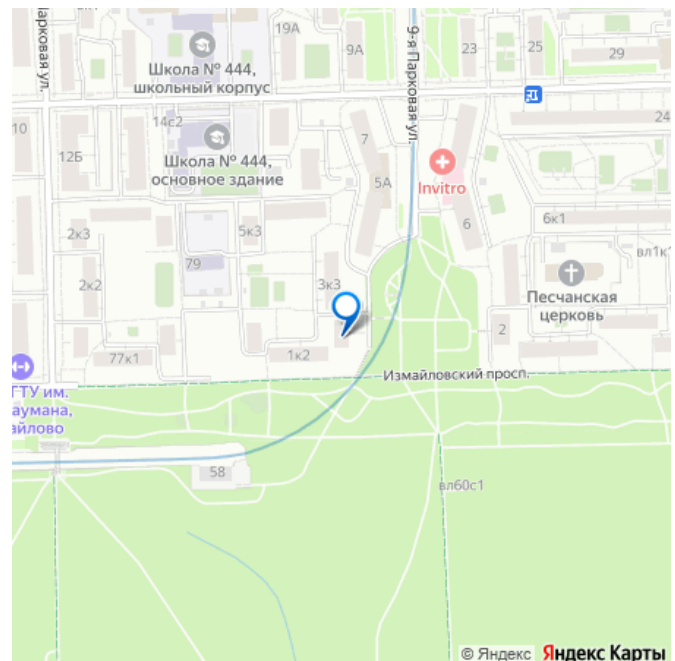 Парковая ул.
19А
9А
9-я Парковая ул.
23
25
29
Школа № 444,
школьный корпус
10
14с2
24
12Б
Школа № 444,
основное здание
7
5А
Invitro
6
6к1
вл1к1
2к3
5к3
79
2к2
3к3
Песчанская
церковь
2
77к1
1к2
Измайловский просп.
ГТУ им.
аумана,
айлово
58
вл60с1
© Яндекс Яндекс Карты